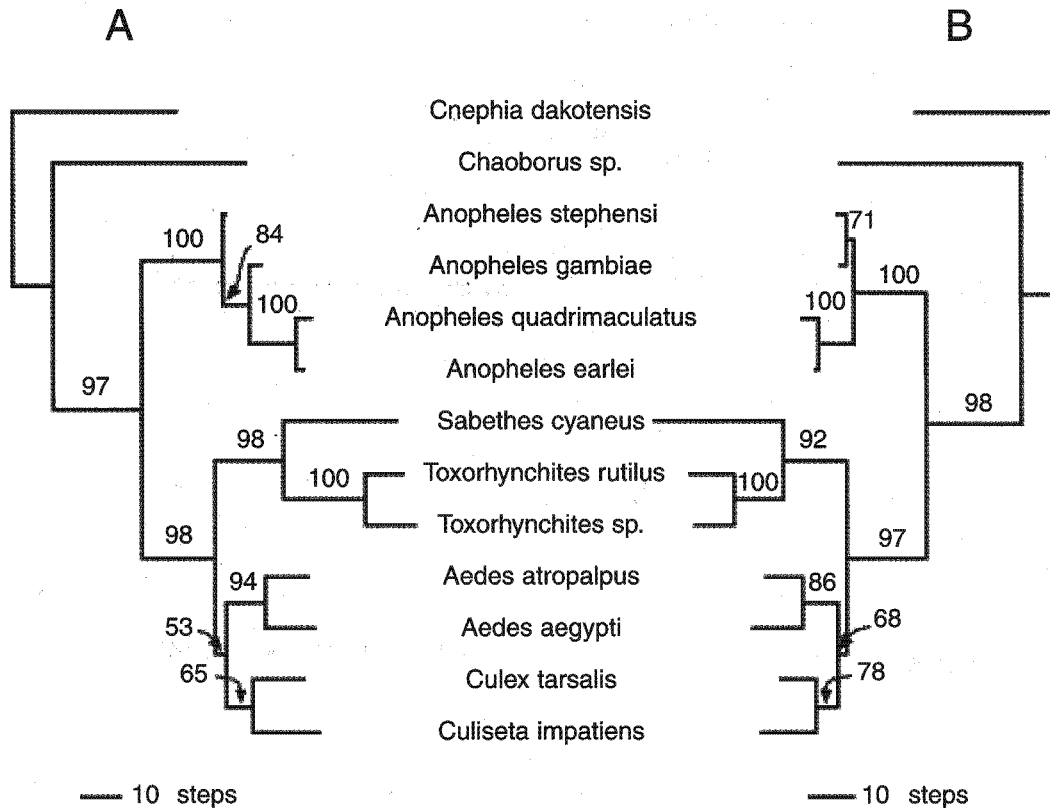 A B
Cnephia dakotensis
Chaoborus sp.
Anopheles stephensi 71
100 84
Anopheles gambiae 100
100 Anopheles quadrimaculatus 100
Anopheles earlei
97 98
Sabethes cyaneus
98 92
100 Toxorhynchites rutilus 100
Toxorhynchites sp.
98 97
94 Aedes atropalpus 86
53 Aedes aegypti 68
65 Culex tarsalis 78
Culiseta impatiens
10 steps 10 steps